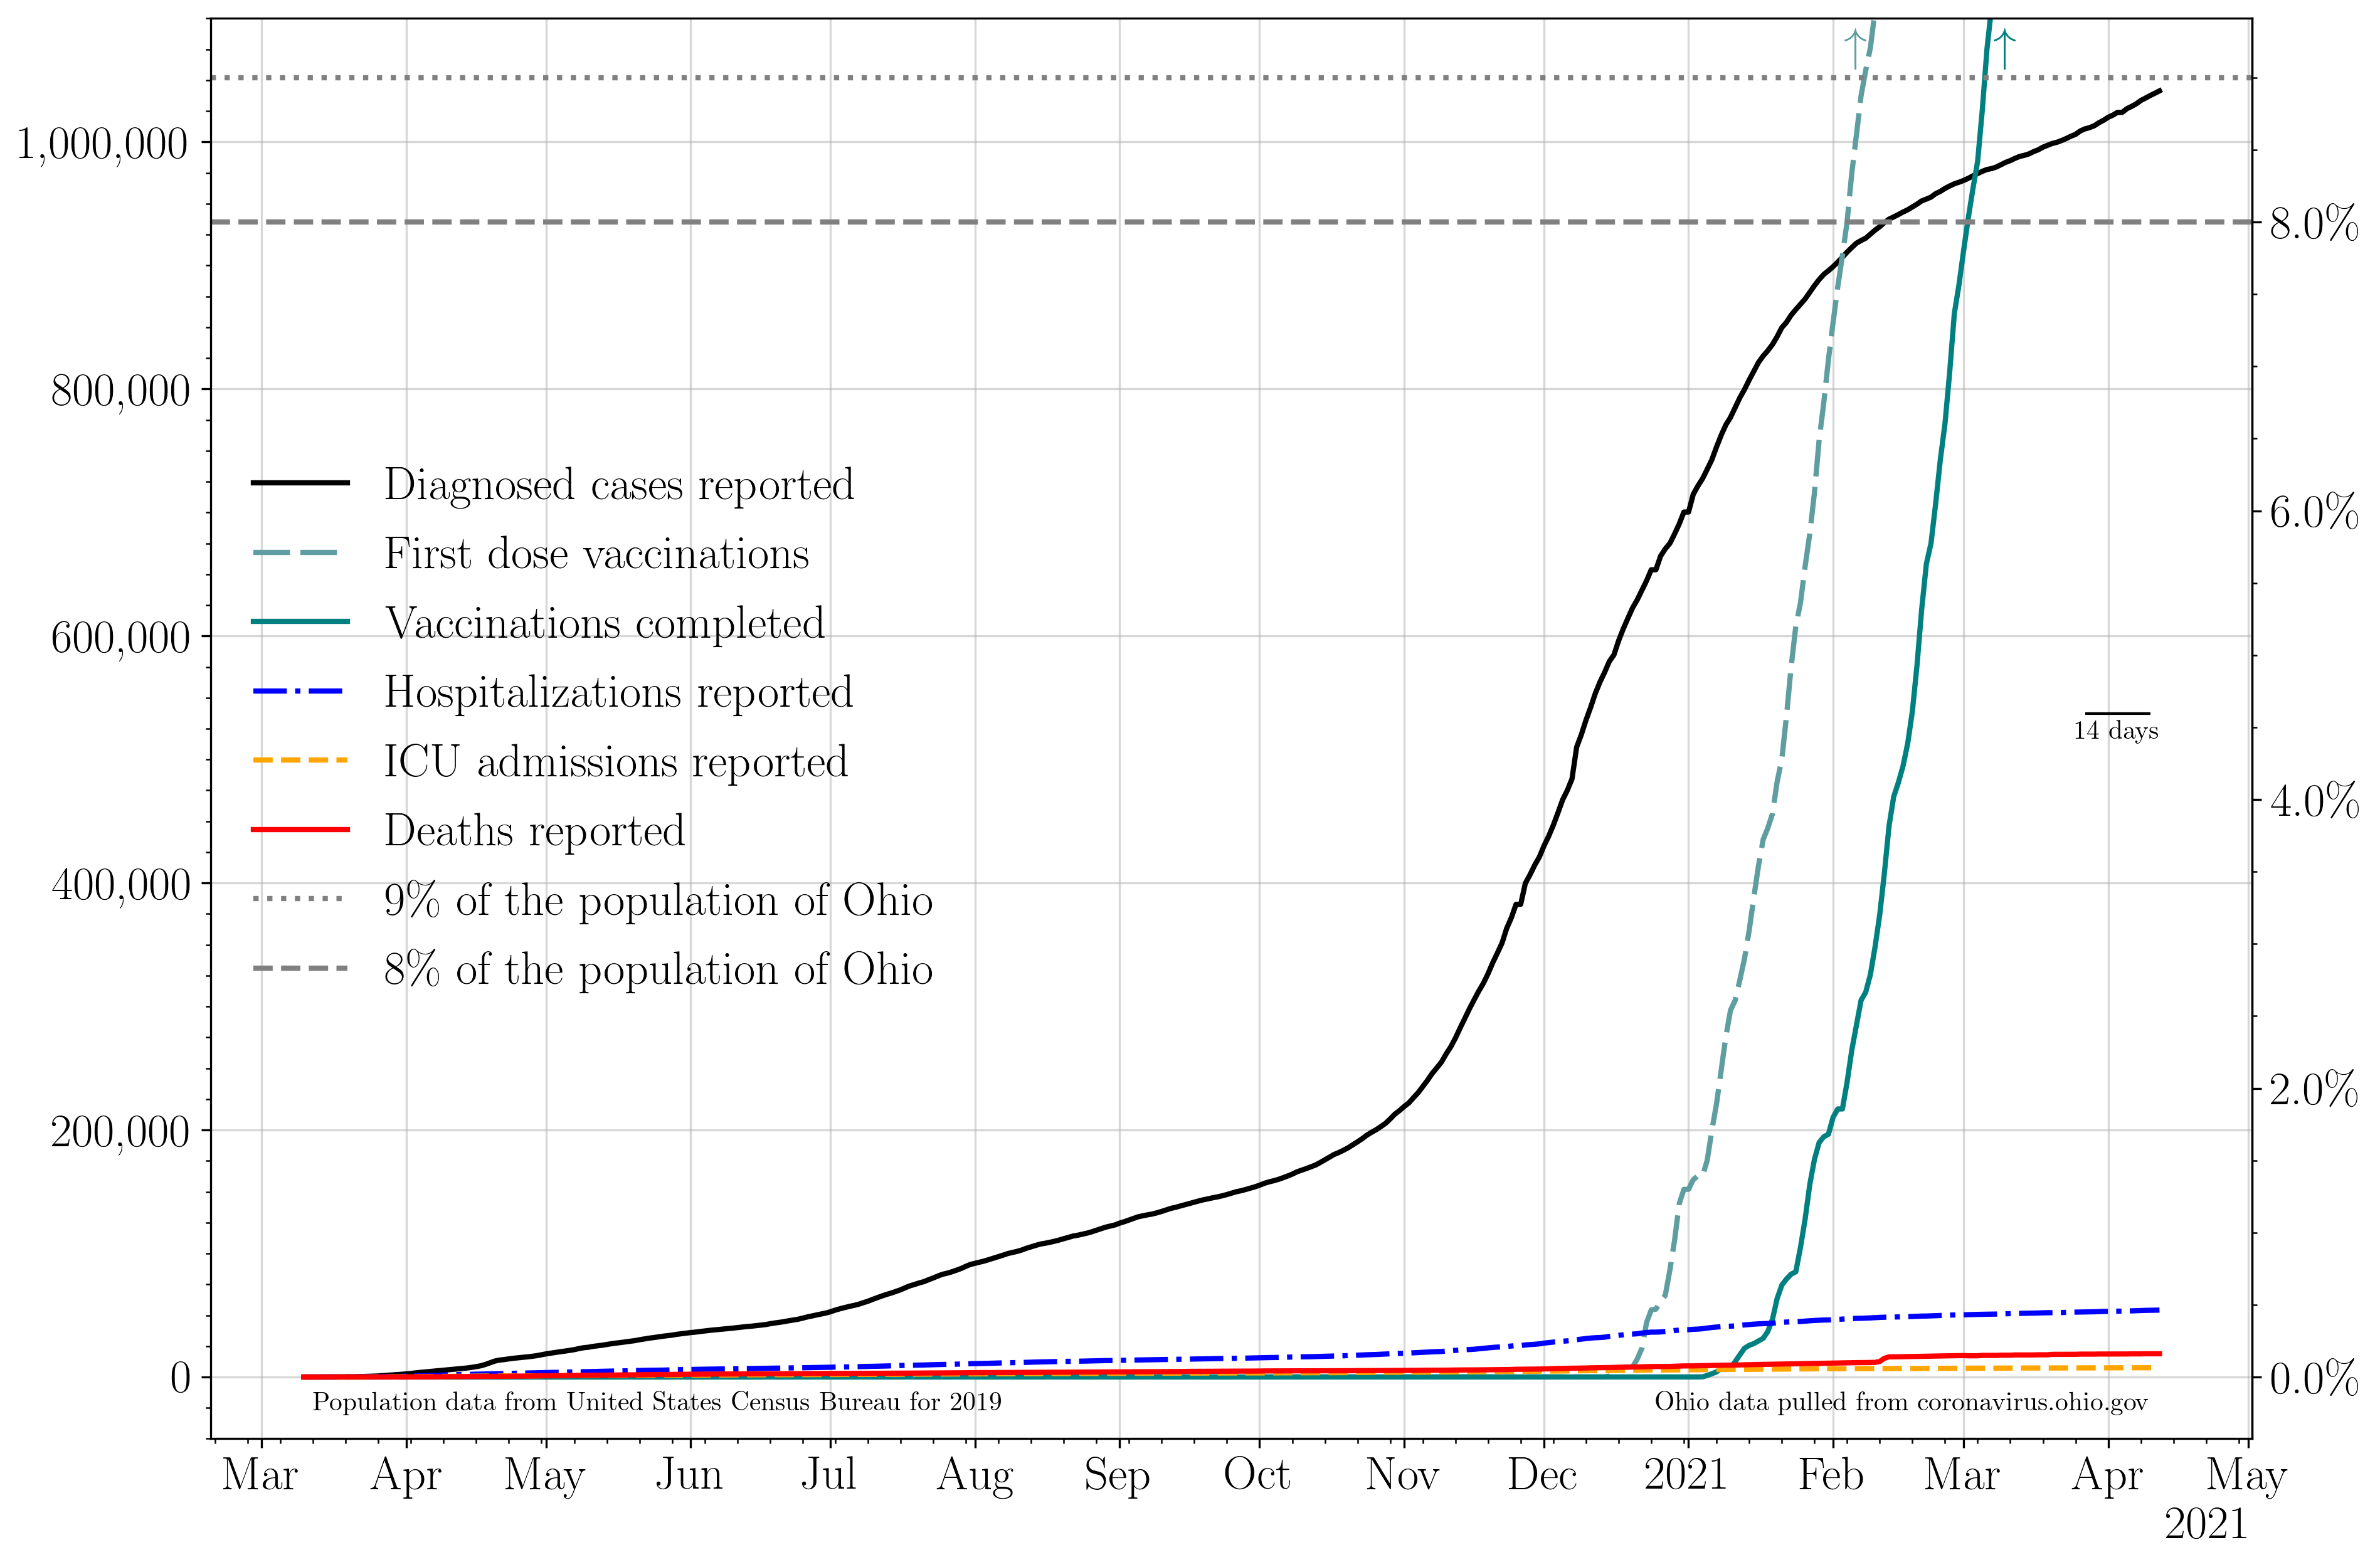 1,000,000
800,000
600,000
400,000
200,000
0
8.0%
6.0%
4.0%
2.0%
0.0%
Diagnosed cases reported
First dose vaccinations
Vaccinations completed
Hospitalizations reported
ICU admissions reported
Deaths reported
9% of the population of Ohio
8% of the population of Ohio
14 days
Population data from United States Census Bureau for 2019
Ohio data pulled from coronavirus.ohio.gov
Mar Apr May Jun Jul Aug Sep Oct Nov Dec 2021 Feb Mar Apr May
2021